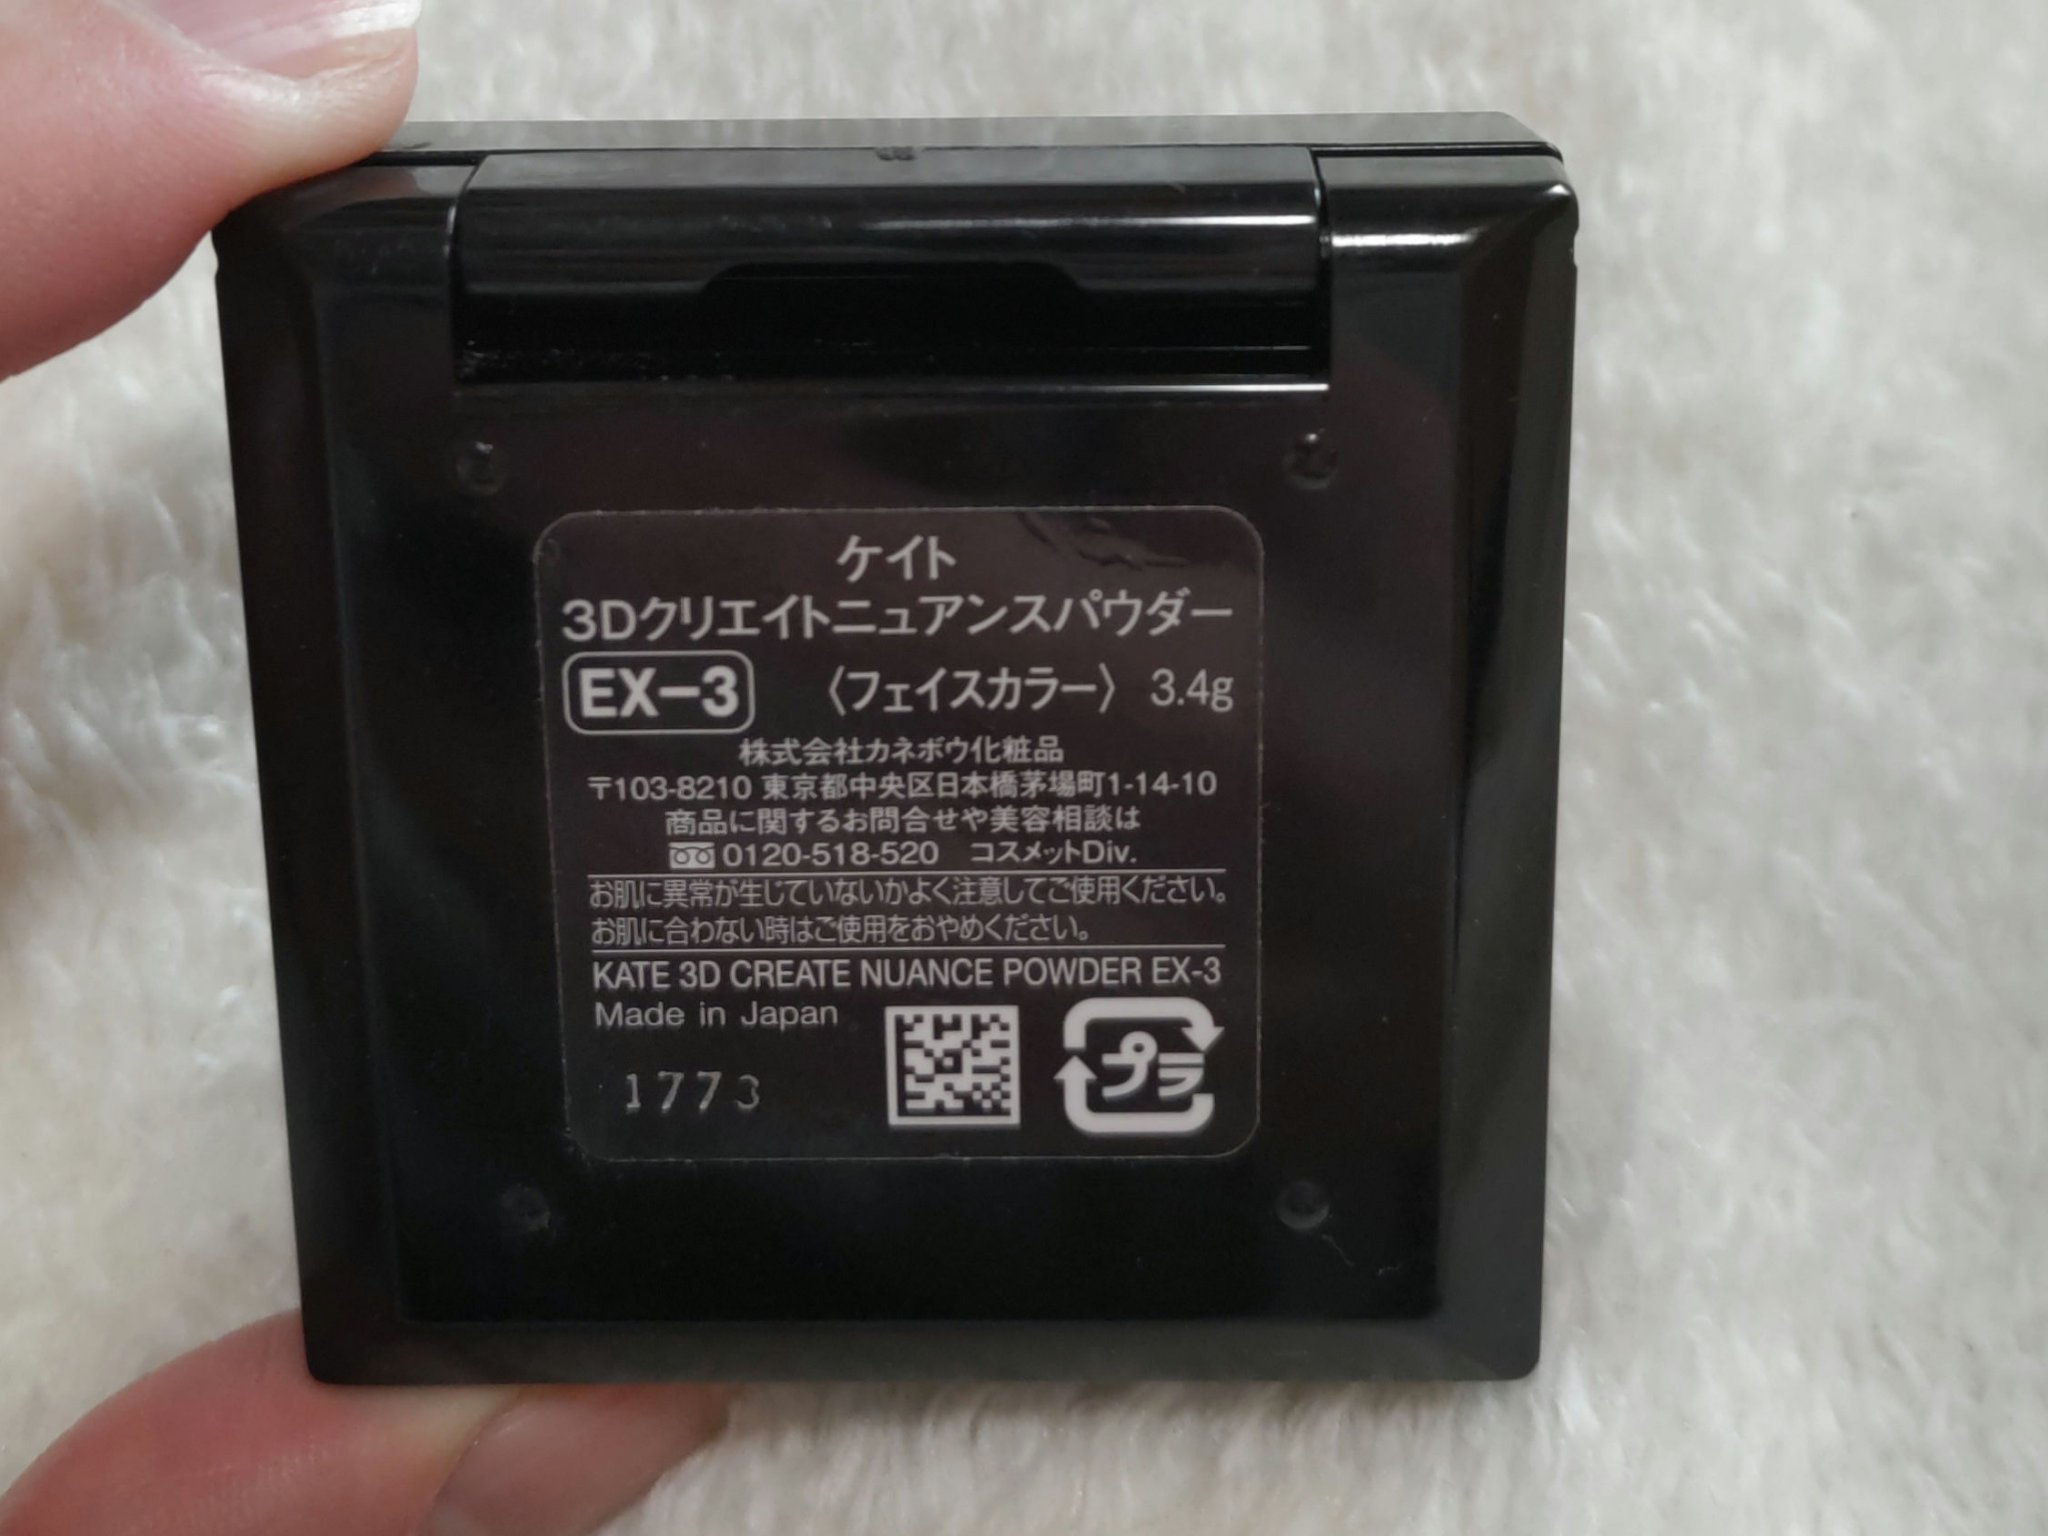 ケイト
3Dクリエイトニュアンスパウダー
EX-3 〈フェイスカラー〉 3.4g
株式会社カネボウ化粧品
〒103-8210 東京都中央区日本橋茅場町1-14-10
商品に関するお問合せや美容相談は
0120-518-520 コスメットDiv.
お肌に異常が生じていないかよく注意してご使用ください。
お肌に合わない時はご使用をおやめください。
KATE 3D CREATE NUANCE POWDER EX-3
Made in Japan
1773
プラ